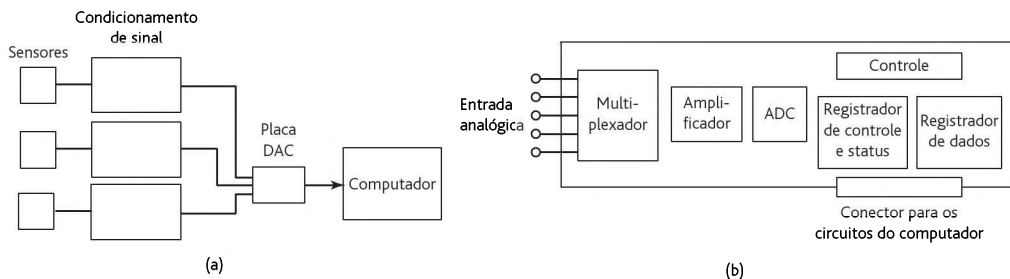 Condicionamento
de sinal
Sensores
Placa
DAC
Computador
(a)
Entrada
analógica
Multi-
plexador
Ampli-
ficador
ADC
Controle
Registrador
de controle
e status
Registrador
de dados
Conector para os
circuitos do computador
(b)